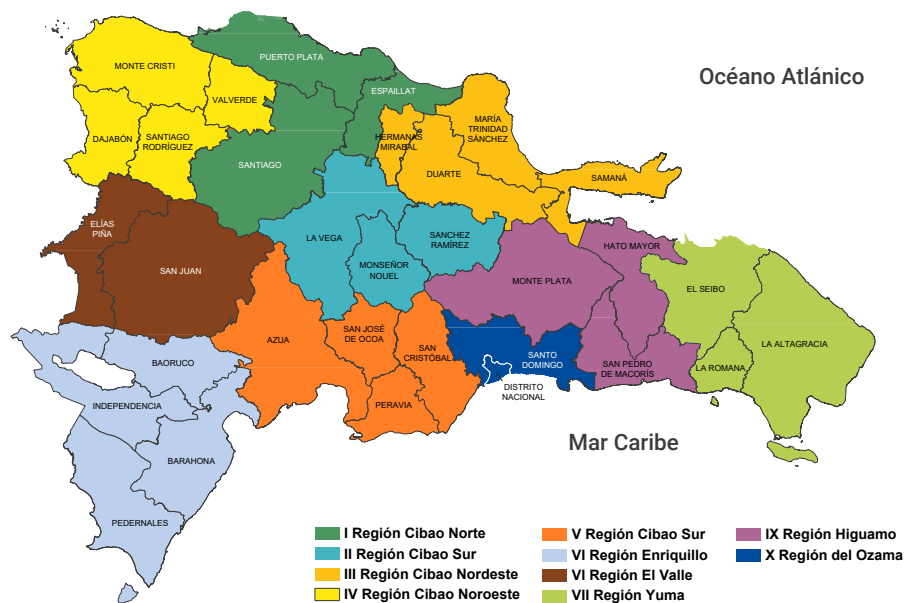 PUERTO PLATA
MONTE CRISTI
Océano Atlánico
ESPAILLAT
VALVERDE
MARÍA
TRINIDAD
SÁNCHEZ
DAJABÓN
SANTIAGO
RODRÍGUEZ
HERMANAS
MIRABAL
SANTIAGO
DUARTE
SAMANÁ
ELÍAS
PIÑA
LA VEGA
SANCHEZ
RAMÍREZ
HATO MAYOR
SAN JUAN
MONSEÑOR
NOUEL
MONTE PLATA
EL SEIBO
AZUA
SAN JOSÉ
DE OCOA
SAN
CRISTÓBAL
SANTO
DOMINGO
SAN PEDRO
DE MACORÍS
LA ROMANA
LA ALTAGRACIA
BAORUCO
DISTRITO
NACIONAL
INDEPENDENCIA
PERAVIA
Mar Caribe
BARAHONA
PEDERNALES
I Región Cibao Norte
II Región Cibao Sur
III Región Cibao Nordeste
IV Región Cibao Noroeste
V Región Cibao Sur
VI Región Enriquillo
VI Región El Valle
VII Región Yuma
IX Región Higuamo
X Región del Ozama